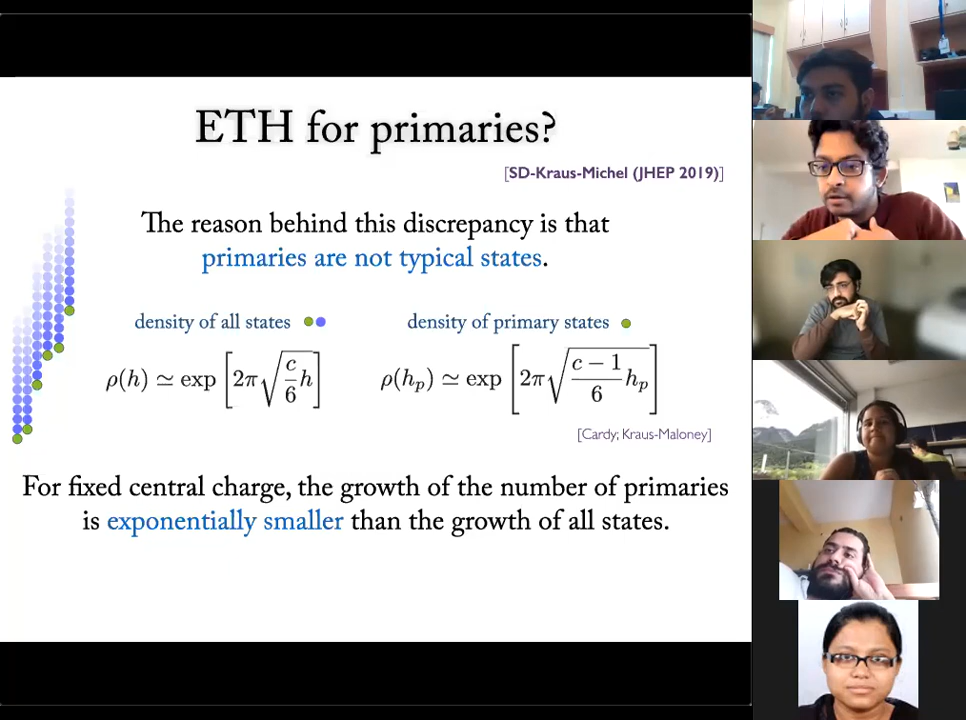 ETH for primaries?
[SD-Kraus-Michel (JHEP 2019)]
The reason behind this discrepancy is that
primaries are not typical states.
density of all states
density of primary states
ρ(h) ≃ exp [2π√(c/6 h)]
ρ(hₚ) ≃ exp [2π√((c − 1)/6 hₚ)]
[Cardy; Kraus-Maloney]
For fixed central charge, the growth of the number of primaries
is exponentially smaller than the growth of all states.